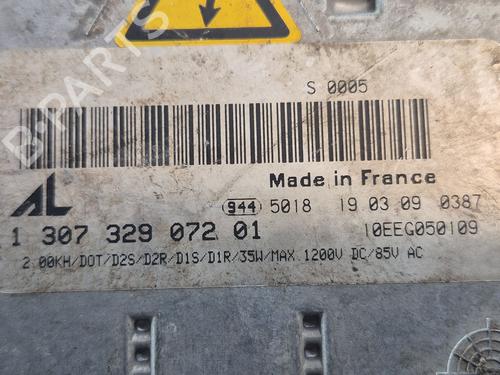 S 0005
AL
Made in France
944 5018 19 03 09 0387
1 307 329 072 01
10EEG050109
2.00KH/DOT/D2S/D2R/D1S/D1R/35W/MAX 1200V DC/85V AC
B-Parts